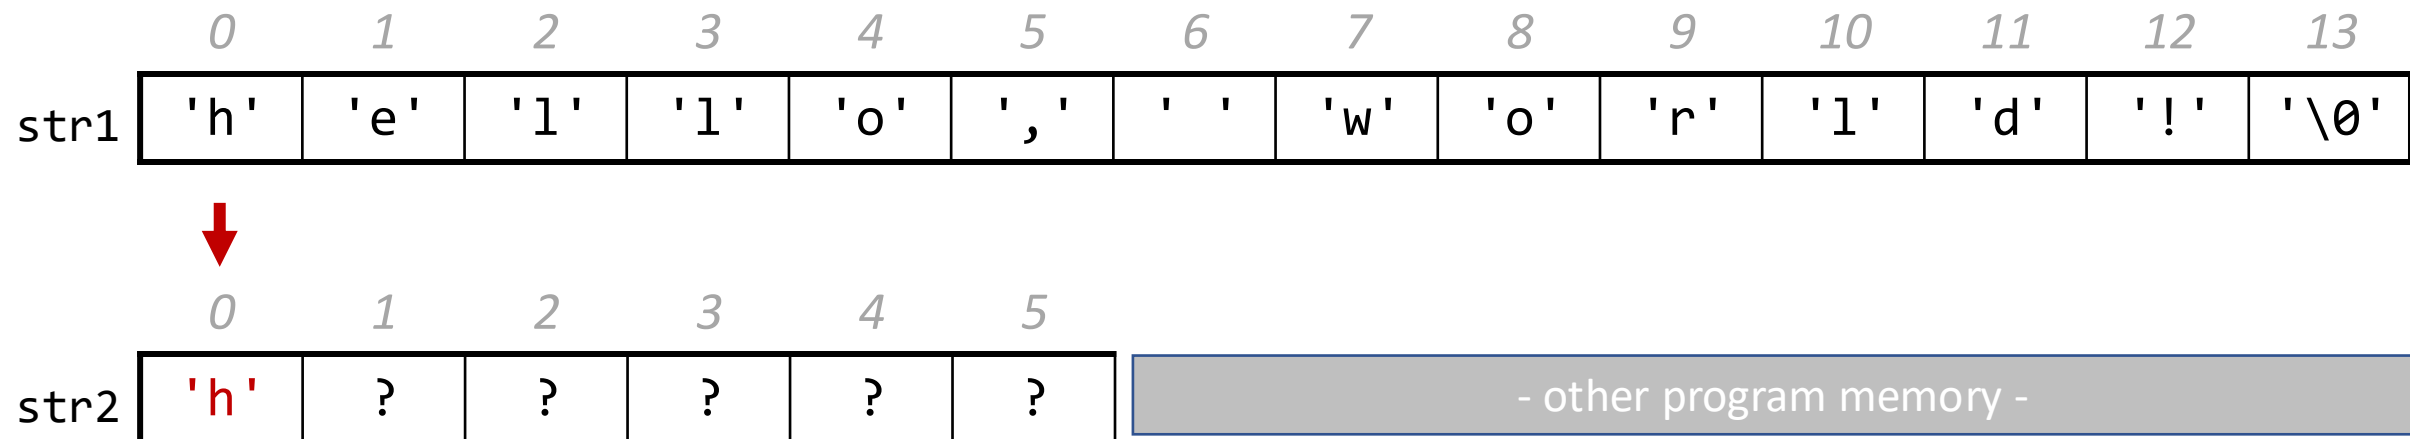 0 1 2 3 4 5 6 7 8 9 10 11 12 13
str1 'h' 'e' 'l' 'l' 'o' ',' ' ' 'w' 'o' 'r' 'l' 'd' '!' '\0'
0 1 2 3 4 5
str2 'h' ? ? ? ? ? - other program memory -